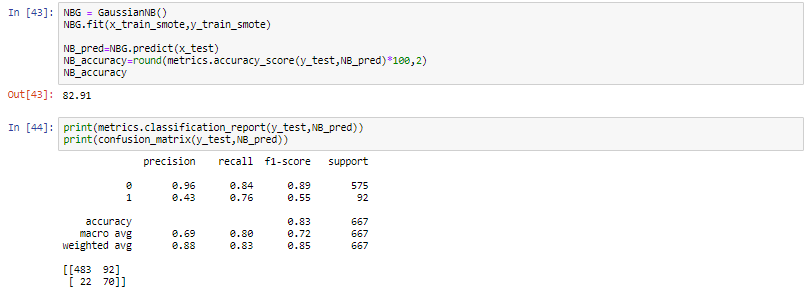 In [43]: NBG = GaussianNB()
NBG.fit(x_train_smote,y_train_smote)
NB_pred=NBG.predict(x_test)
NB_accuracy=round(metrics.accuracy_score(y_test,NB_pred)*100,2)
NB_accuracy
Out[43]: 82.91
In [44]: print(metrics.classification_report(y_test,NB_pred))
print(confusion_matrix(y_test,NB_pred))
precision recall f1-score support
0 0.96 0.84 0.89 575
1 0.43 0.76 0.55 92
accuracy 0.83 667
macro avg 0.69 0.80 0.72 667
weighted avg 0.88 0.83 0.85 667
[[483 92]
[ 22 70]]